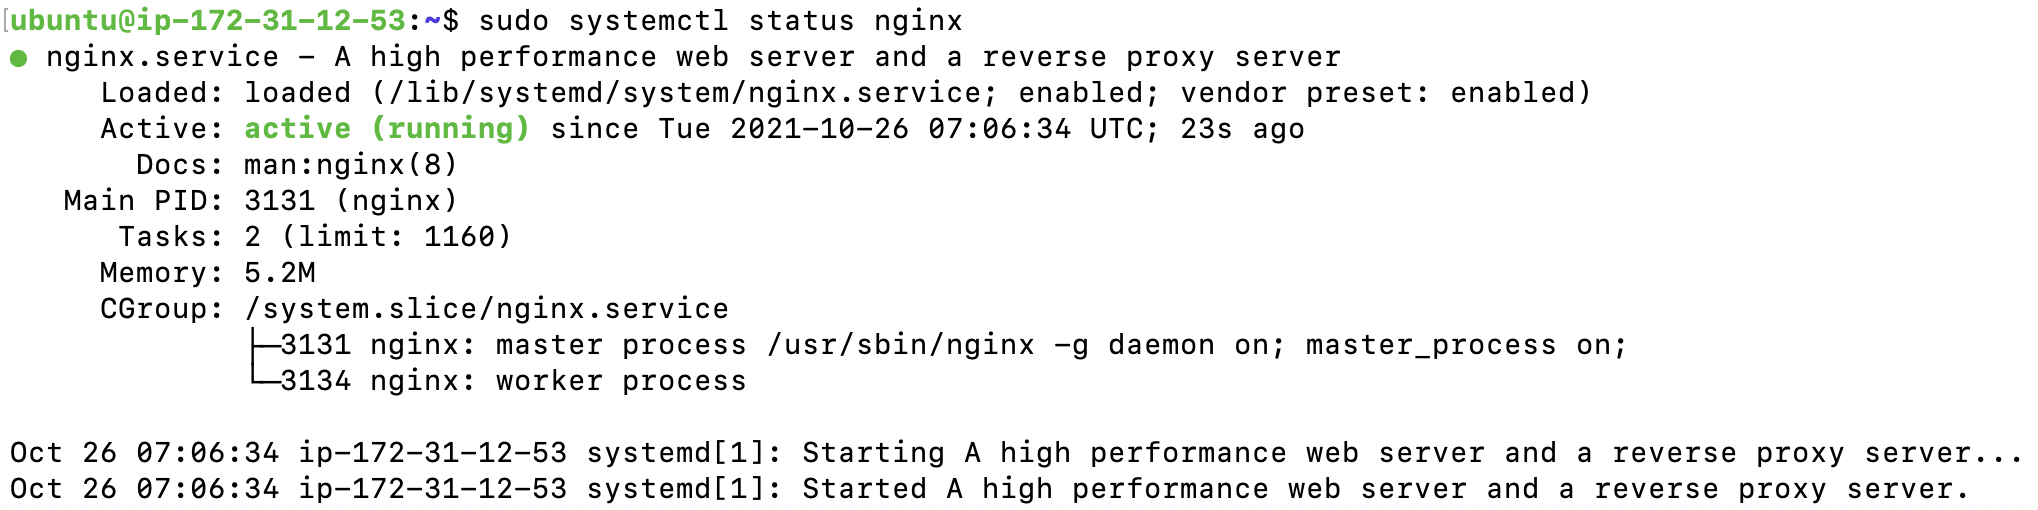 [ubuntu@ip-172-31-12-53:~$ sudo systemctl status nginx
● nginx.service - A high performance web server and a reverse proxy server
     Loaded: loaded (/lib/systemd/system/nginx.service; enabled; vendor preset: enabled)
     Active: active (running) since Tue 2021-10-26 07:06:34 UTC; 23s ago
       Docs: man:nginx(8)
   Main PID: 3131 (nginx)
      Tasks: 2 (limit: 1160)
     Memory: 5.2M
     CGroup: /system.slice/nginx.service
             ├─3131 nginx: master process /usr/sbin/nginx -g daemon on; master_process on;
             └─3134 nginx: worker process

Oct 26 07:06:34 ip-172-31-12-53 systemd[1]: Starting A high performance web server and a reverse proxy server...
Oct 26 07:06:34 ip-172-31-12-53 systemd[1]: Started A high performance web server and a reverse proxy server.